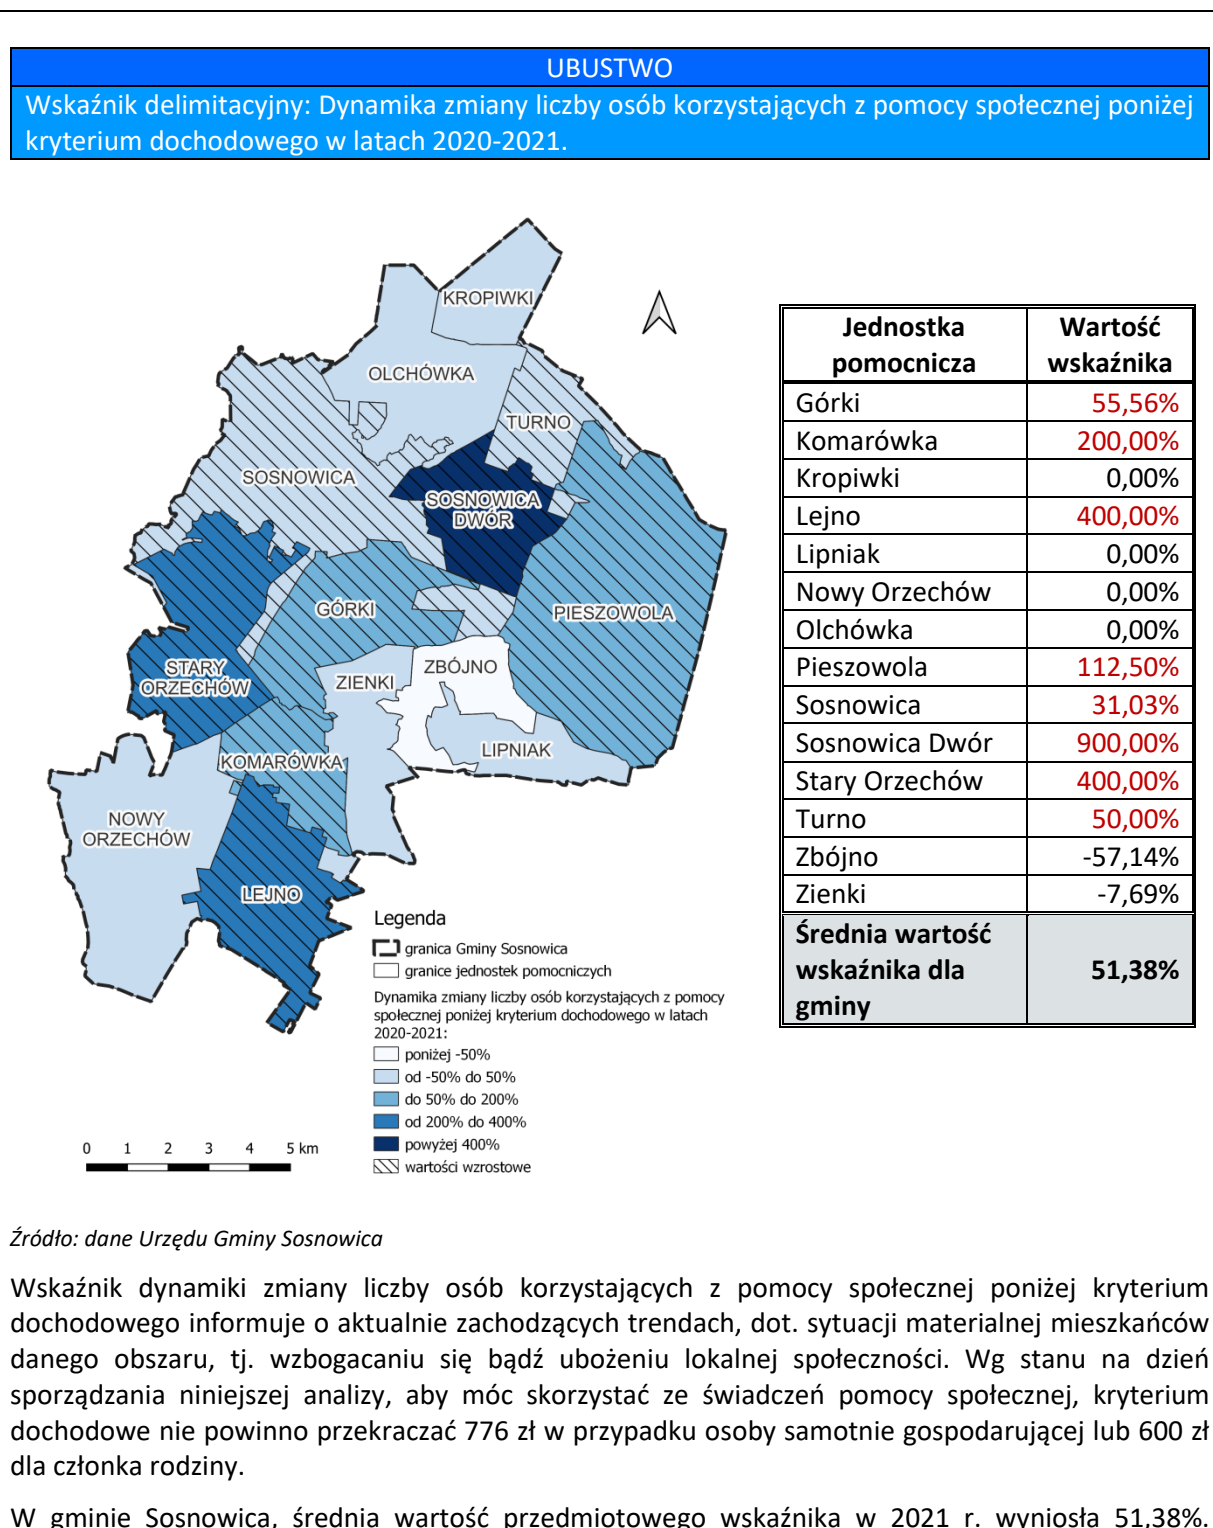 UBUSTWO
Wskaźnik delimitacyjny: Dynamika zmiany liczby osób korzystających z pomocy społecznej poniżej
kryterium dochodowego w latach 2020-2021.
KROPIWKI
OLCHÓWKA
TURNO
SOSNOWICA
SOSNOWICA
DWÓR
GÓRKI
PIESZOWOLA
STARY
ORZECHÓW
ZIENKI
ZBÓJNO
LIPNIAK
KOMARÓWKA
NOWY
ORZECHÓW
LEJNO
Legenda
granica Gminy Sosnowica
granice jednostek pomocniczych
Dynamika zmiany liczby osób korzystających z pomocy
społecznej poniżej kryterium dochodowego w latach
2020-2021:
poniżej -50%
od -50% do 50%
do 50% do 200%
od 200% do 400%
powyżej 400%
wartości wzrostowe
0 1 2 3 4 5 km
Jednostka pomocnicza Wartość wskaźnika
Górki 55,56%
Komarówka 200,00%
Kropiwki 0,00%
Lejno 400,00%
Lipniak 0,00%
Nowy Orzechów 0,00%
Olchówka 0,00%
Pieszowola 112,50%
Sosnowica 31,03%
Sosnowica Dwór 900,00%
Stary Orzechów 400,00%
Turno 50,00%
Zbójno -57,14%
Zienki -7,69%
Średnia wartość
wskaźnika dla 51,38%
gminy
Źródło: dane Urzędu Gminy Sosnowica
Wskaźnik dynamiki zmiany liczby osób korzystających z pomocy społecznej poniżej kryterium
dochodowego informuje o aktualnie zachodzących trendach, dot. sytuacji materialnej mieszkańców
danego obszaru, tj. wzbogacaniu się bądź ubożeniu lokalnej społeczności. Wg stanu na dzień
sporządzania niniejszej analizy, aby móc skorzystać ze świadczeń pomocy społecznej, kryterium
dochodowe nie powinno przekraczać 776 zł w przypadku osoby samotnie gospodarującej lub 600 zł
dla członka rodziny.
W gminie Sosnowica, średnia wartość przedmiotowego wskaźnika w 2021 r. wyniosła 51,38%.